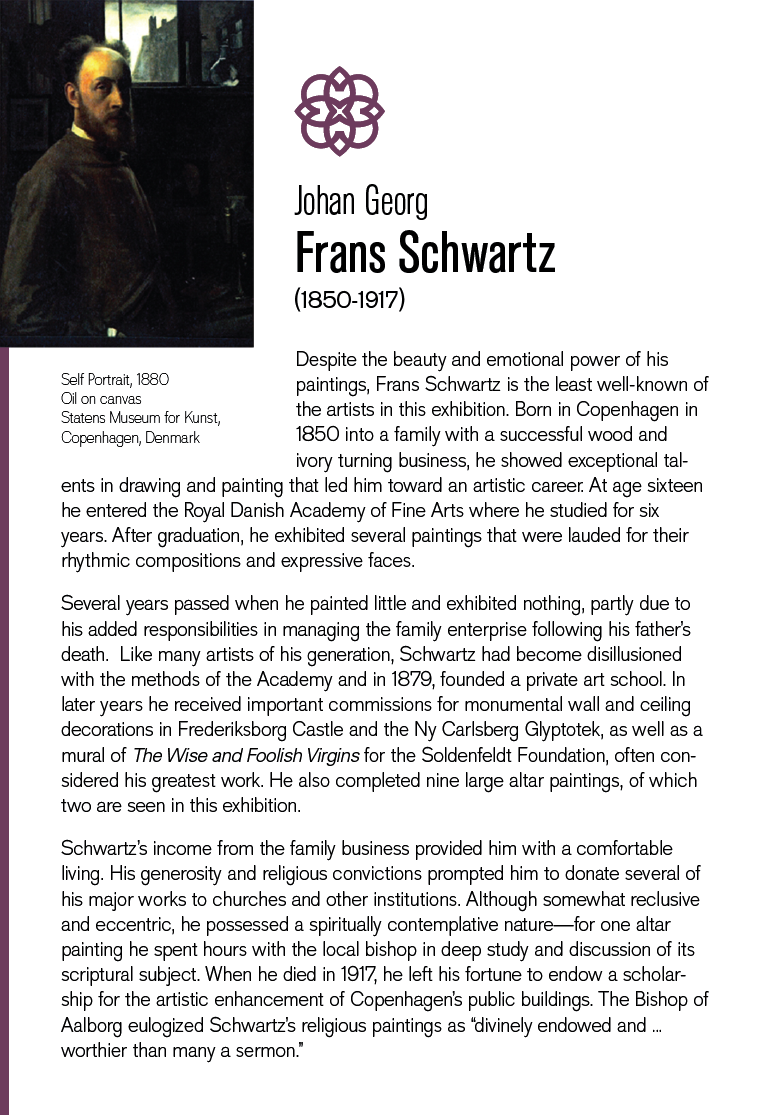 Johan Georg
Frans Schwartz
(1850-1917)
Self Portrait, 1880
Oil on canvas
Statens Museum for Kunst,
Copenhagen, Denmark
Despite the beauty and emotional power of his
paintings, Frans Schwartz is the least well-known of
the artists in this exhibition. Born in Copenhagen in
1850 into a family with a successful wood and
ivory turning business, he showed exceptional tal-
ents in drawing and painting that led him toward an artistic career. At age sixteen
he entered the Royal Danish Academy of Fine Arts where he studied for six
years. After graduation, he exhibited several paintings that were lauded for their
rhythmic compositions and expressive faces.
Several years passed when he painted little and exhibited nothing, partly due to
his added responsibilities in managing the family enterprise following his father's
death.  Like many artists of his generation, Schwartz had become disillusioned
with the methods of the Academy and in 1879, founded a private art school. In
later years he received important commissions for monumental wall and ceiling
decorations in Frederiksborg Castle and the Ny Carlsberg Glyptotek, as well as a
mural of The Wise and Foolish Virgins for the Soldenfeldt Foundation, often con-
sidered his greatest work. He also completed nine large altar paintings, of which
two are seen in this exhibition.
Schwartz's income from the family business provided him with a comfortable
living. His generosity and religious convictions prompted him to donate several of
his major works to churches and other institutions. Although somewhat reclusive
and eccentric, he possessed a spiritually contemplative nature—for one altar
painting he spent hours with the local bishop in deep study and discussion of its
scriptural subject. When he died in 1917, he left his fortune to endow a scholar-
ship for the artistic enhancement of Copenhagen's public buildings. The Bishop of
Aalborg eulogized Schwartz's religious paintings as “divinely endowed and ...
worthier than many a sermon.”